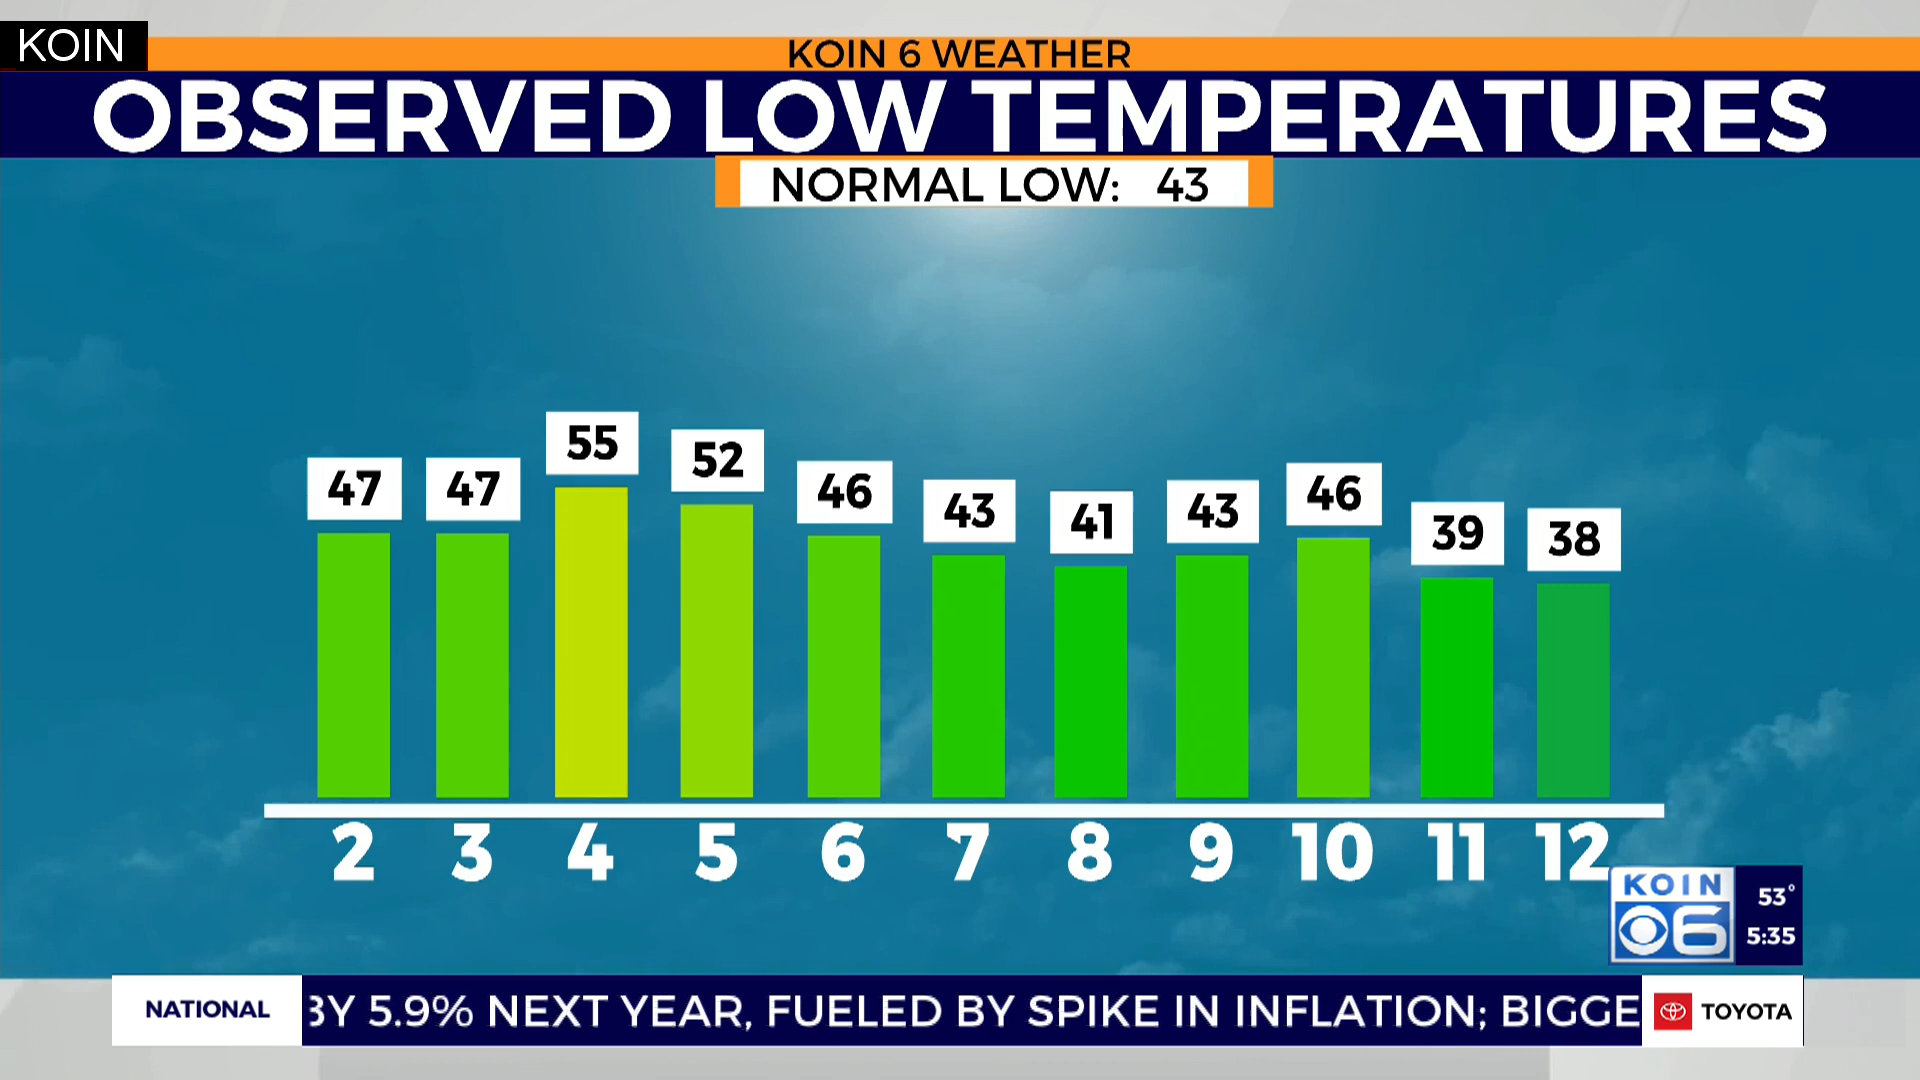 KOIN
KOIN 6 WEATHER
OBSERVED LOW TEMPERATURES
NORMAL LOW: 43
47 47 55 52 46 43 41 43 46 39 38
2 3 4 5 6 7 8 9 10 11 12
KOIN
6
53°
5:35
NATIONAL
BY 5.9% NEXT YEAR, FUELED BY SPIKE IN INFLATION; BIGGE
TOYOTA